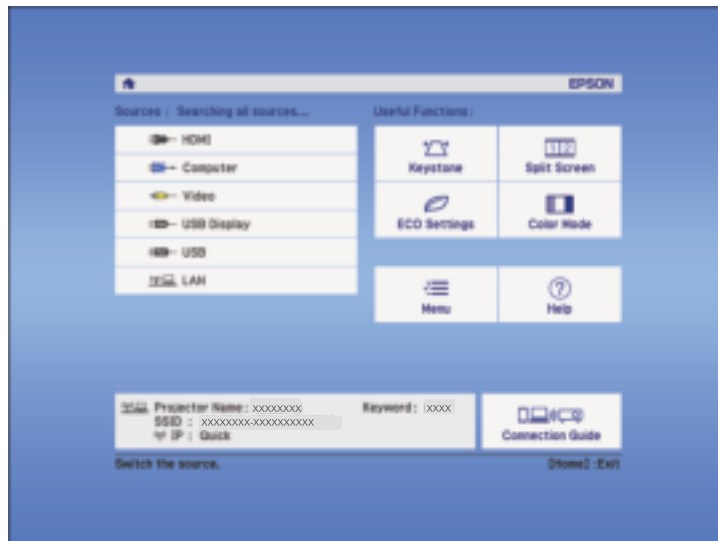 EPSON
Sources : Searching all sources...
HDMI
Computer
Video
USB Display
USB
LAN
Useful Functions :
Keystone
Split Screen
ECO Settings
Color Mode
Menu
Help
Projector Name : XXXXXXXX Keyword : XXXX
SSID : XXXXXXXX-XXXXXXXXXX
IP : Quick
Connection Guide
Switch the source.
[Home] :Exit